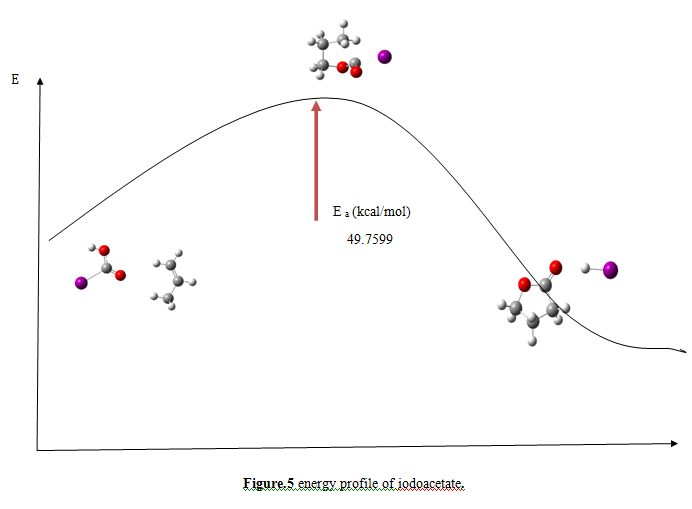 E
E a (kcal/mol)
49.7599
Figure.5 energy profile of iodoacetate.